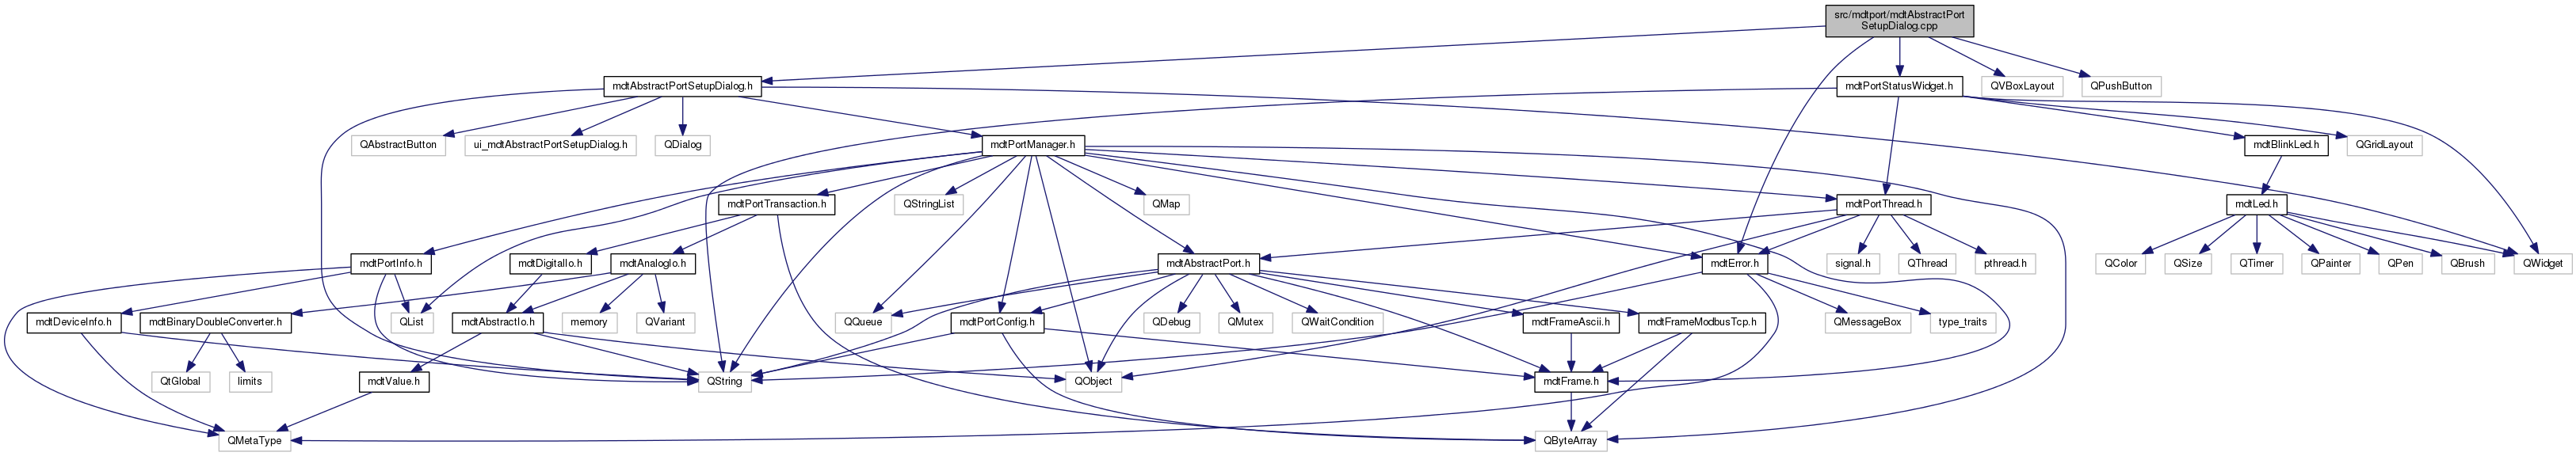 src/mdtport/mdtAbstractPort
SetupDialog.cpp
mdtAbstractPortSetupDialog.h
mdtPortStatusWidget.h
QVBoxLayout
QPushButton
QAbstractButton
ui_mdtAbstractPortSetupDialog.h
QDialog
mdtPortManager.h
mdtBlinkLed.h
QGridLayout
mdtPortTransaction.h
QStringList
QMap
mdtPortThread.h
mdtLed.h
mdtPortInfo.h
mdtDigitalIo.h
mdtAnalogIo.h
mdtAbstractPort.h
mdtError.h
signal.h
QThread
pthread.h
QColor
QSize
QTimer
QPainter
QPen
QBrush
QWidget
mdtDeviceInfo.h
mdtBinaryDoubleConverter.h
QList
mdtAbstractIo.h
memory
QVariant
QQueue
mdtPortConfig.h
QDebug
QMutex
QWaitCondition
mdtFrameAscii.h
mdtFrameModbusTcp.h
QMessageBox
type_traits
QtGlobal
limits
mdtValue.h
QString
QObject
mdtFrame.h
QMetaType
QByteArray